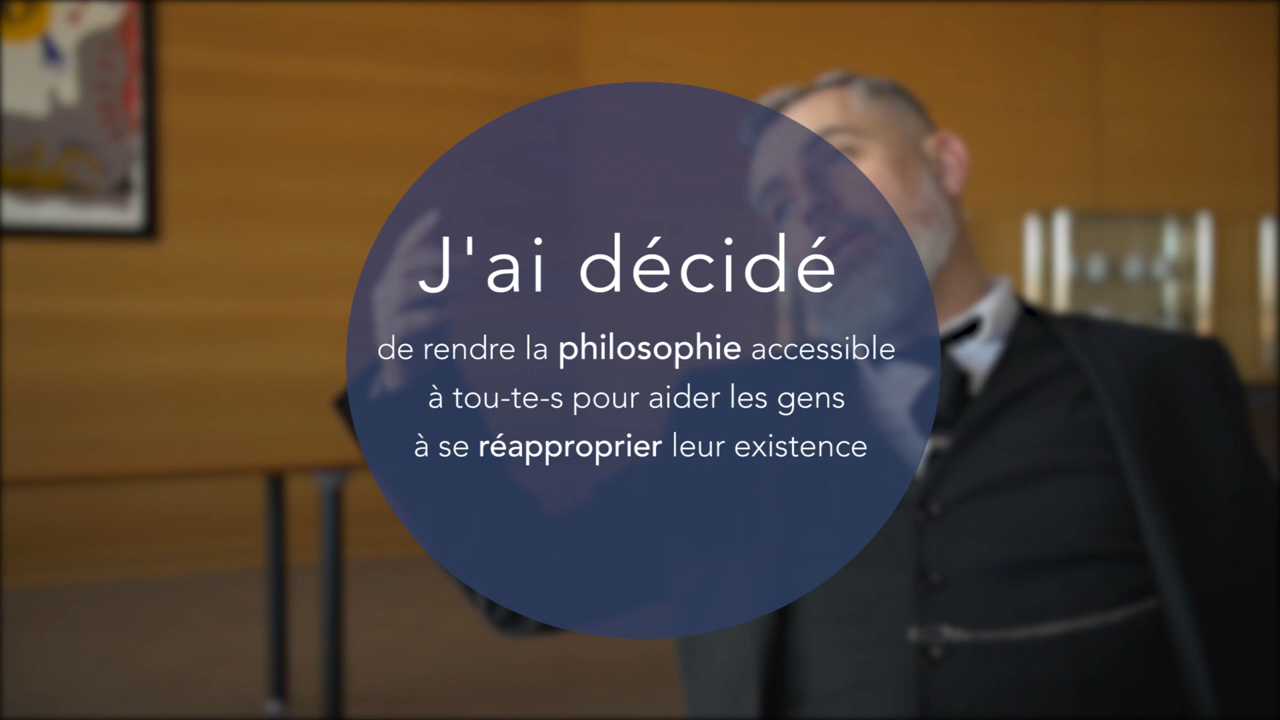 J'ai décidé
de rendre la philosophie accessible
à tou-te-s pour aider les gens
à se réapproprier leur existence